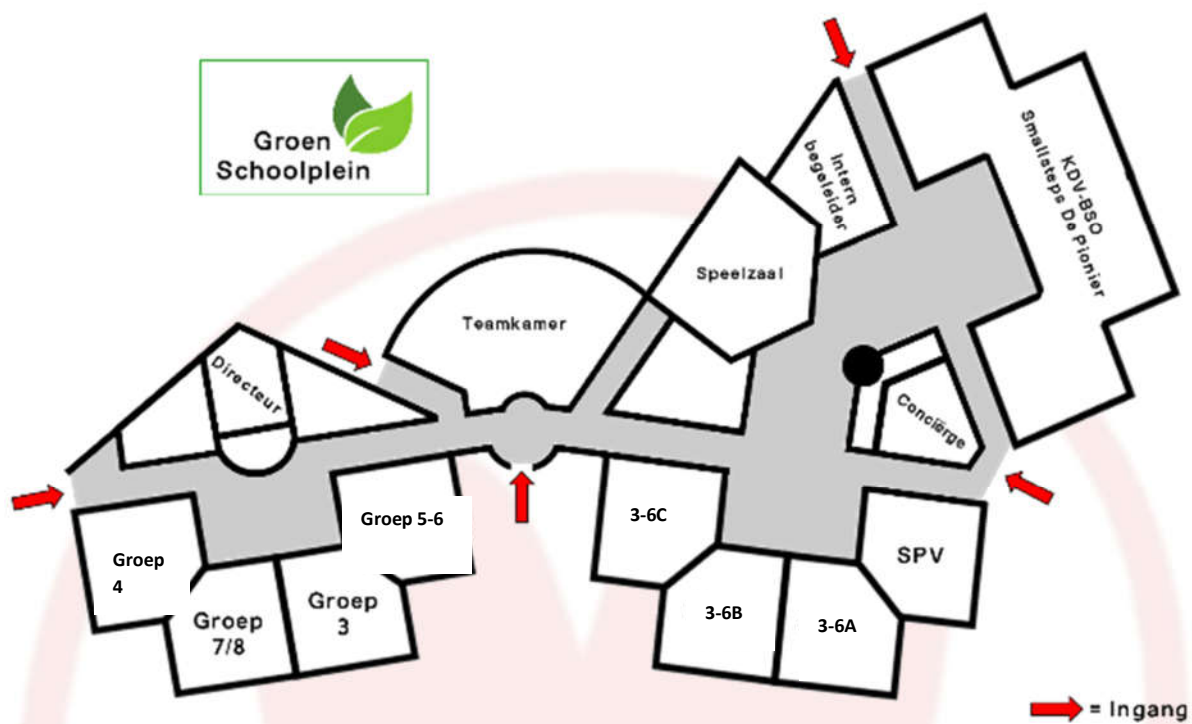 Groen
Schoolplein
Intern
begeleider
KDV-BSO
Smallsteps De Pionier
Speelzaal
Teamkamer
Directeur
Conciërge
Groep 5-6
3-6C
SPV
Groep
4
Groep
3
Groep
7/8
3-6B
3-6A
= Ingang